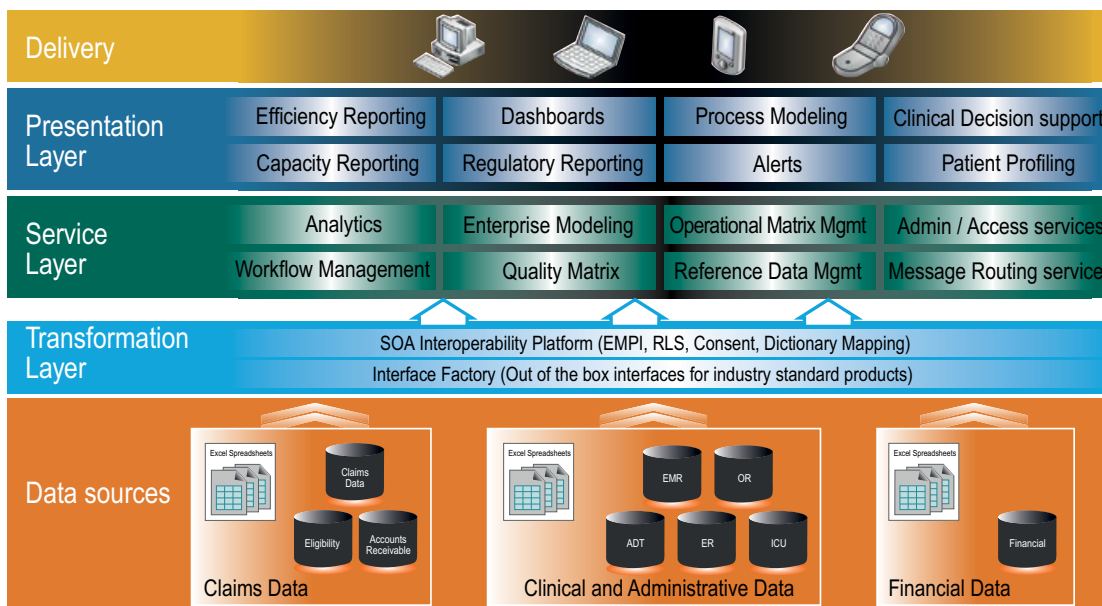 Delivery
Presentation
Layer
Efficiency Reporting
Dashboards
Process Modeling
Clinical Decision support
Capacity Reporting
Regulatory Reporting
Alerts
Patient Profiling
Service
Layer
Analytics
Enterprise Modeling
Operational Matrix Mgmt
Admin / Access services
Workflow Management
Quality Matrix
Reference Data Mgmt
Message Routing service
Transformation
Layer
SOA Interoperability Platform (EMPI, RLS, Consent, Dictionary Mapping)
Interface Factory (Out of the box interfaces for industry standard products)
Data sources
Excel Spreadsheets
Claims
Data
Eligibility
Accounts
Receivable
Claims Data
Excel Spreadsheets
EMR
OR
ADT
ER
ICU
Clinical and Administrative Data
Excel Spreadsheets
Financial
Financial Data